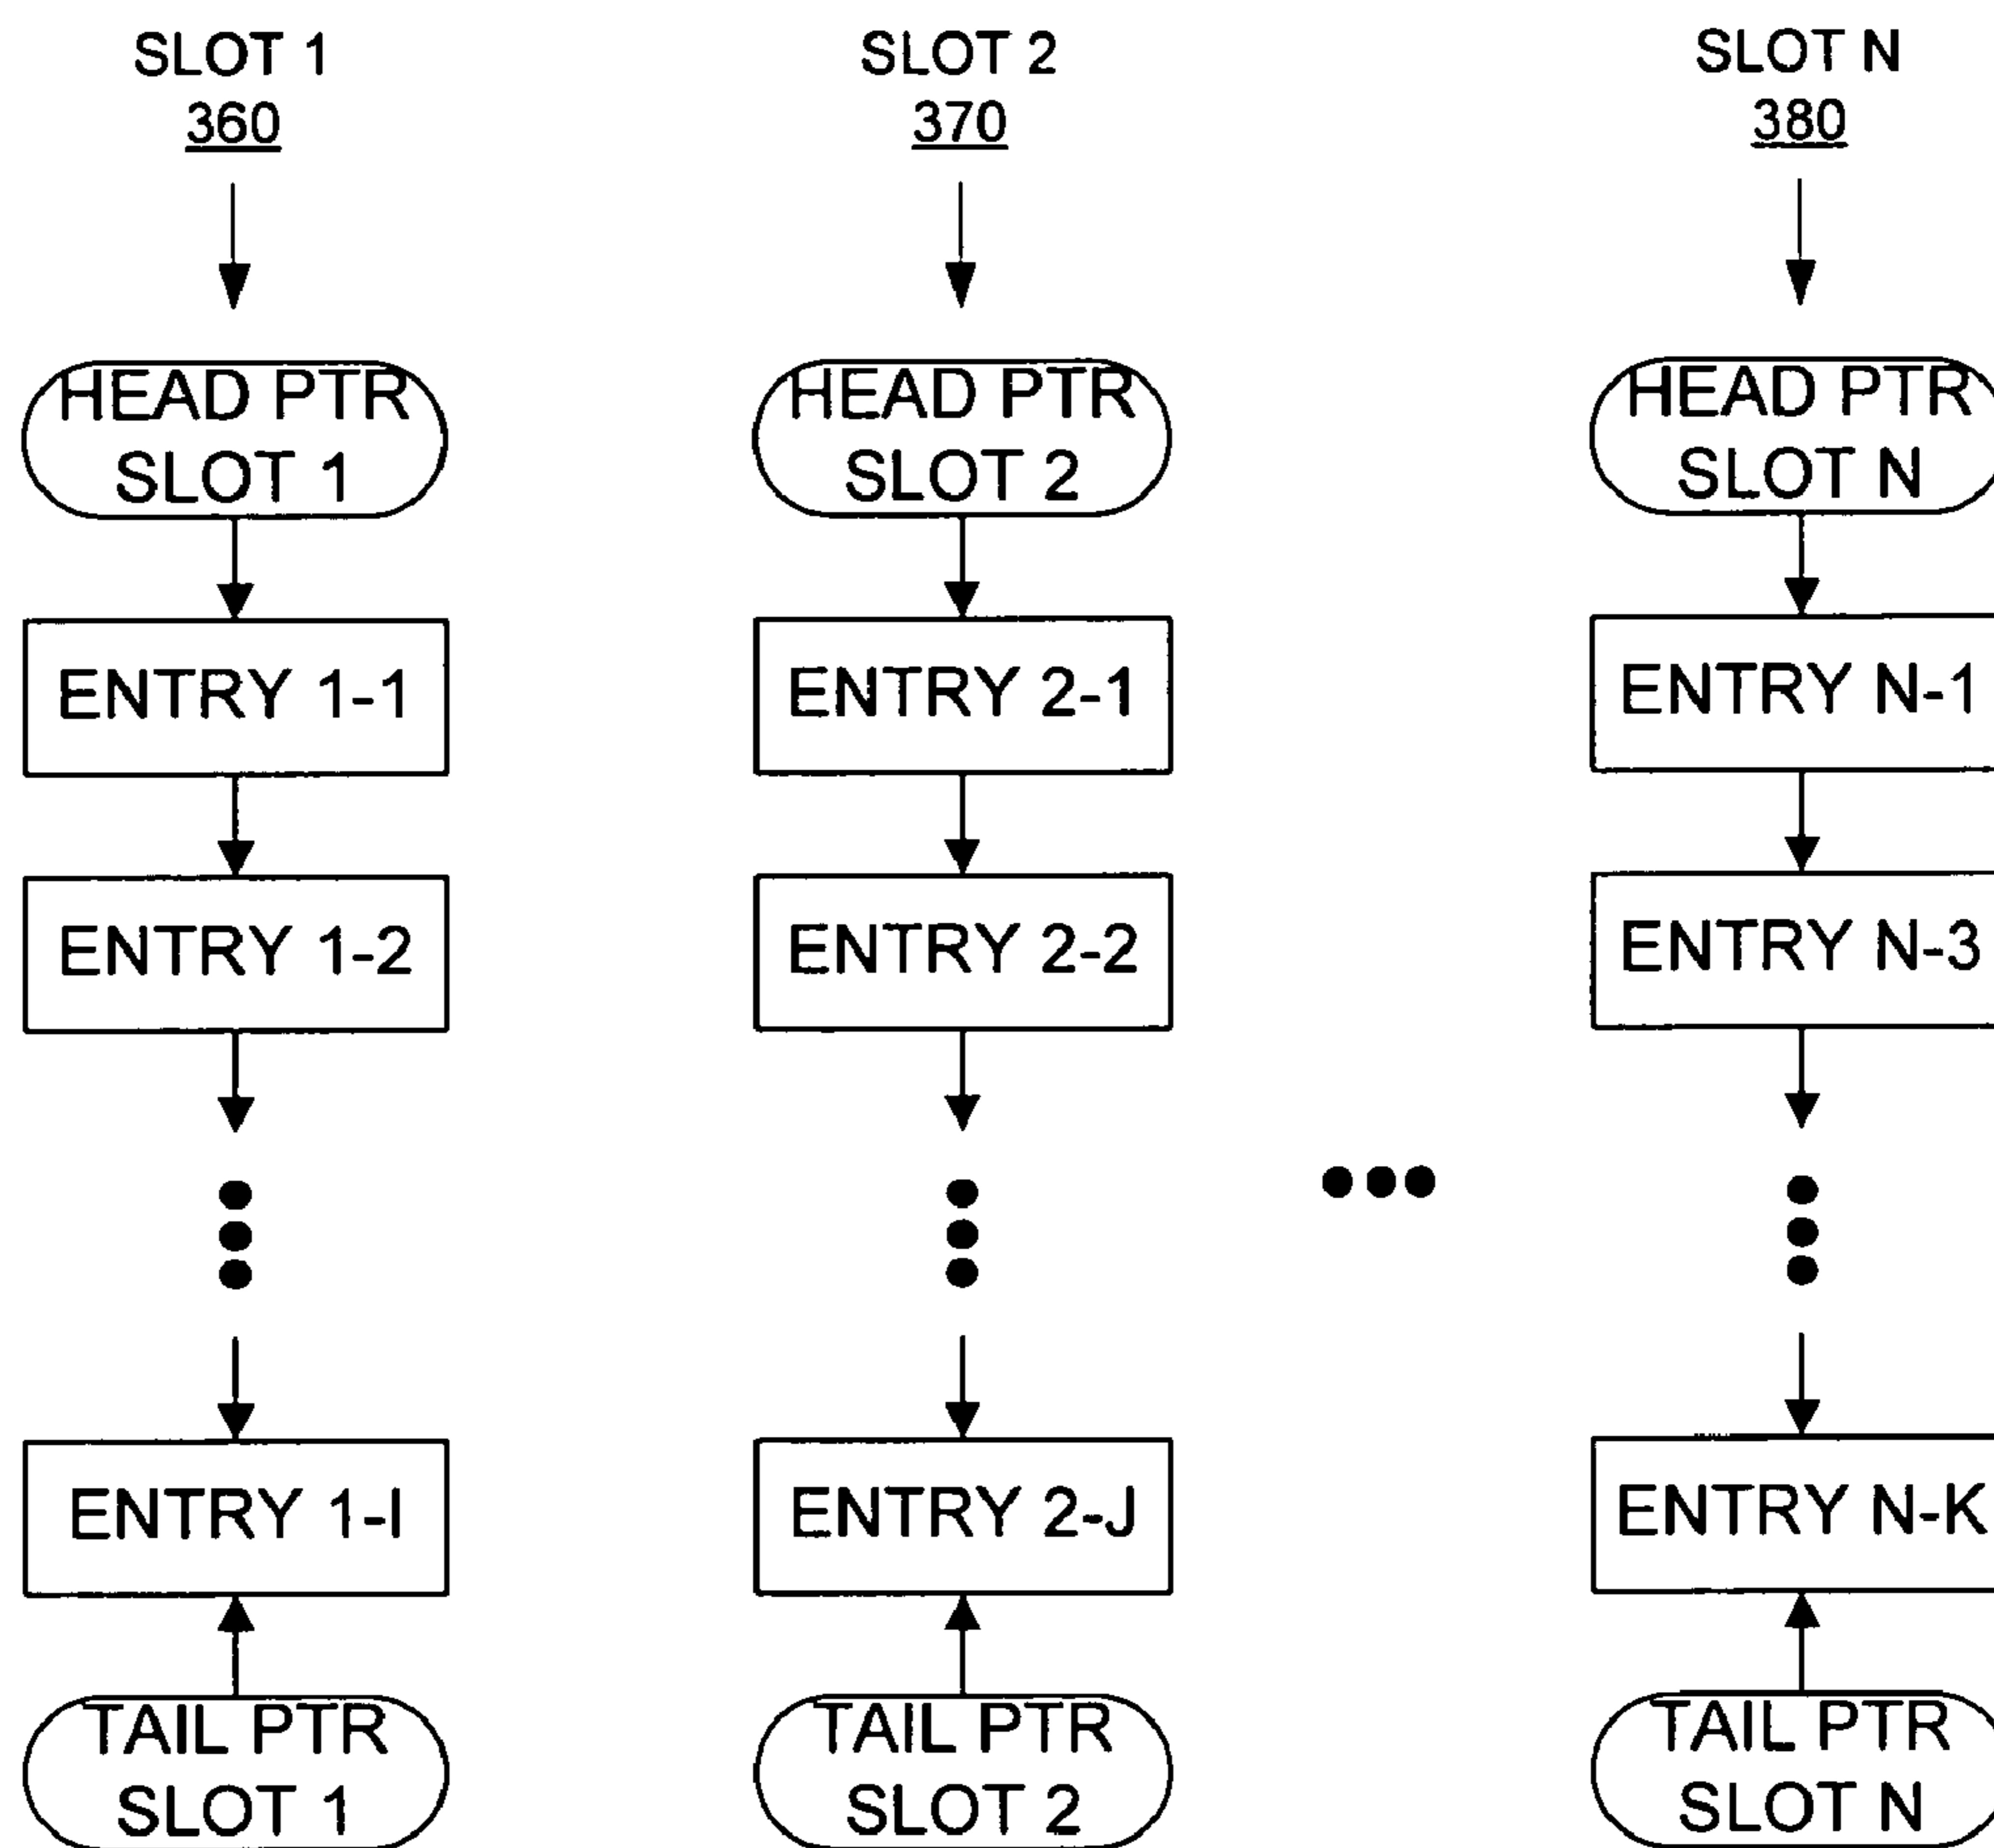 SLOT 1
360
SLOT 2
370
SLOT N
380
HEAD PTR
SLOT 1
HEAD PTR
SLOT 2
HEAD PTR
SLOT N
ENTRY 1-1
ENTRY 2-1
ENTRY N-1
ENTRY 1-2
ENTRY 2-2
ENTRY N-3
ENTRY 1-I
ENTRY 2-J
ENTRY N-K
TAIL PTR
SLOT 1
TAIL PTR
SLOT 2
TAIL PTR
SLOT N